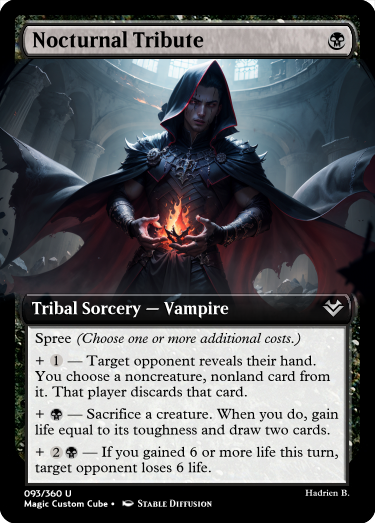 Nocturnal Tribute
Tribal Sorcery — Vampire
Spree (Choose one or more additional costs.)
+ 1 — Target opponent reveals their hand.
You choose a noncreature, nonland card from
it. That player discards that card.
+ — Sacrifice a creature. When you do, gain
life equal to its toughness and draw two cards.
+ 2 — If you gained 6 or more life this turn,
target opponent loses 6 life.
093/360 U
Hadrien B.
Magic Custom Cube • Stable Diffusion